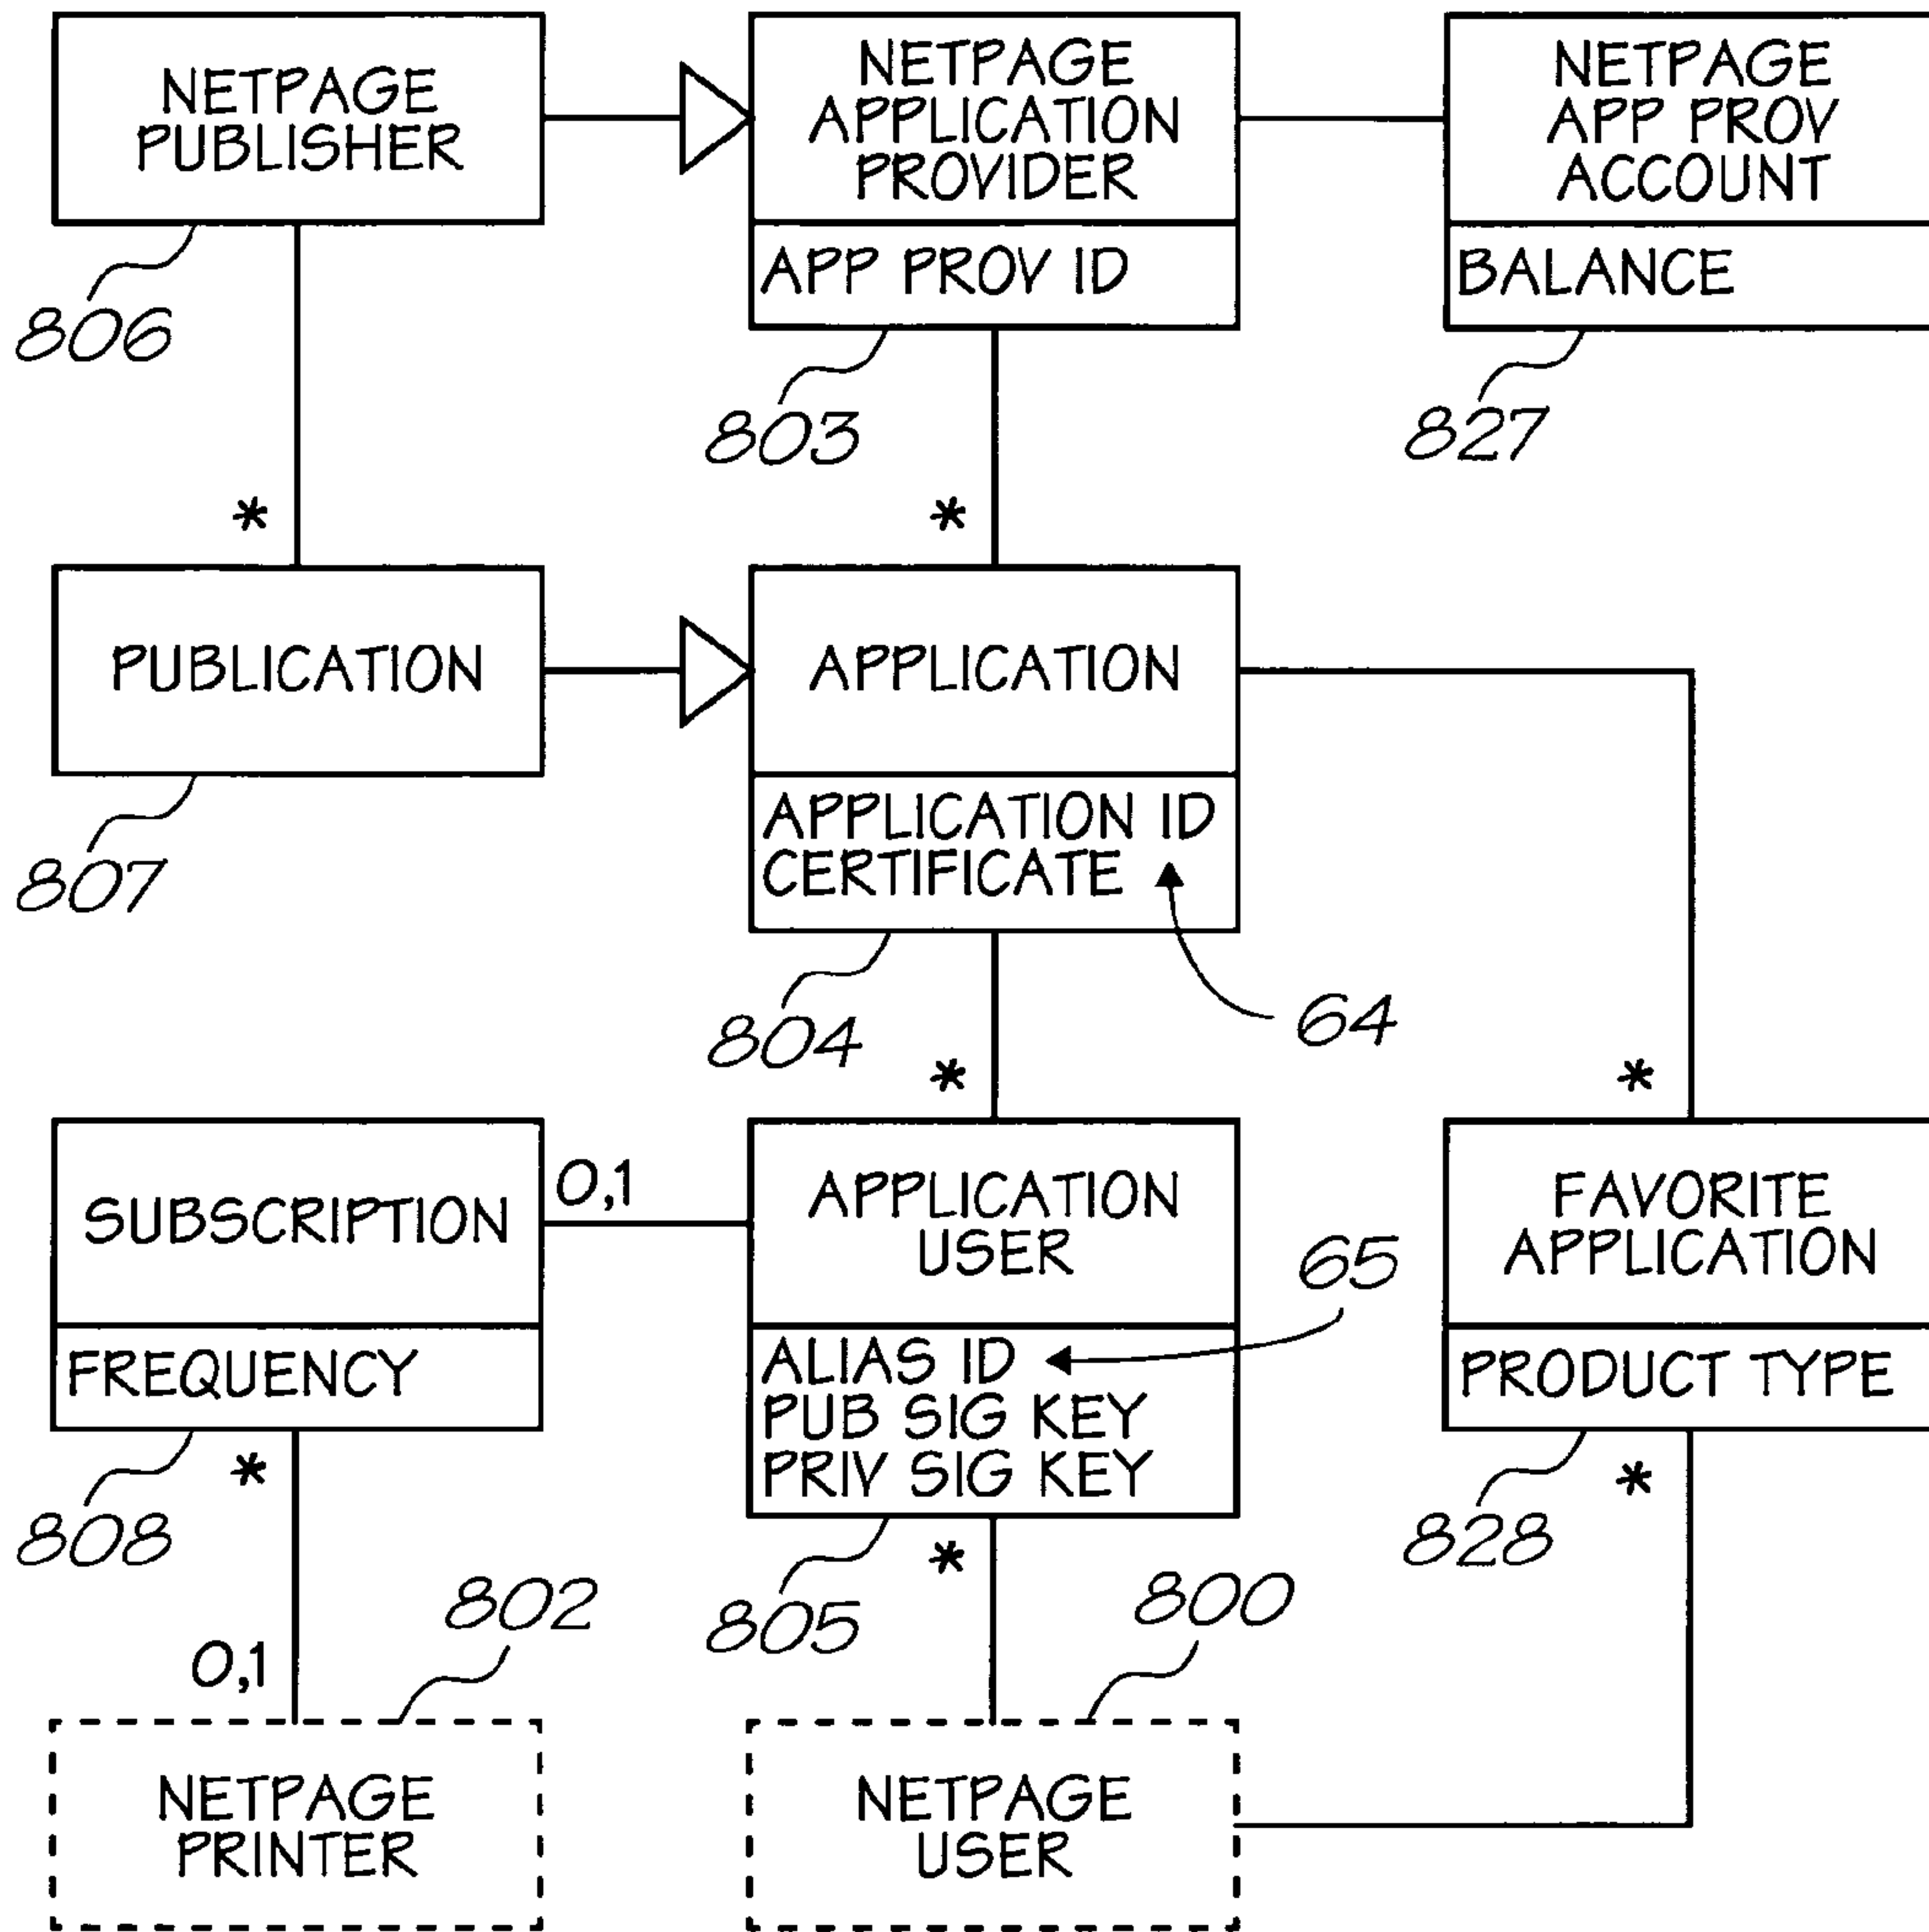 NETPAGE
PUBLISHER
NETPAGE
APPLICATION
PROVIDER
NETPAGE
APP PROV
ACCOUNT
APP PROV ID
BALANCE
806
803
827
*
*
PUBLICATION
APPLICATION
APPLICATION ID
CERTIFICATE
807
804
64
*
*
SUBSCRIPTION
0,1
APPLICATION
USER
FAVORITE
APPLICATION
65
FREQUENCY
ALIAS ID
PUB SIG KEY
PRIV SIG KEY
PRODUCT TYPE
*
*
808
828
*
802
805
800
0,1
NETPAGE
PRINTER
NETPAGE
USER